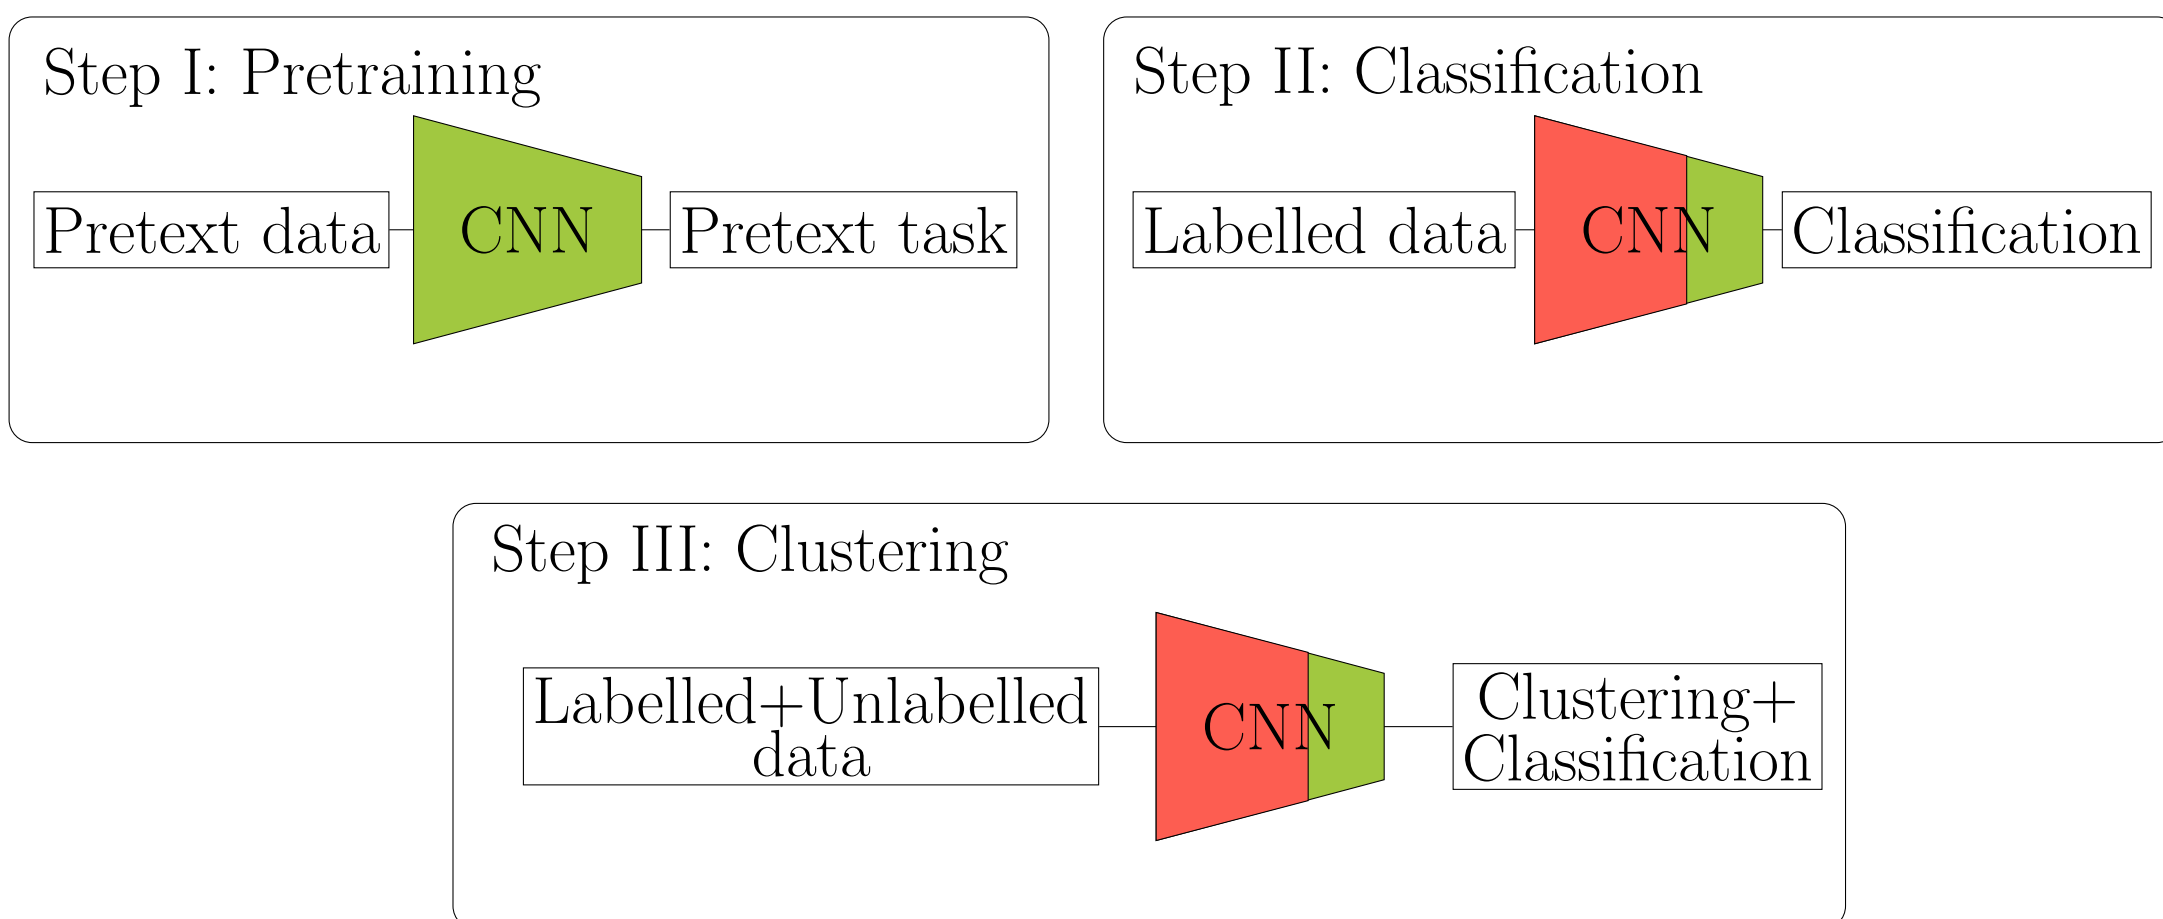 Step I: Pretraining
Pretext data
CNN
Pretext task
Step II: Classification
Labelled data
CNN
Classification
Step III: Clustering
Labelled+Unlabelled
data
CNN
Clustering+
Classification